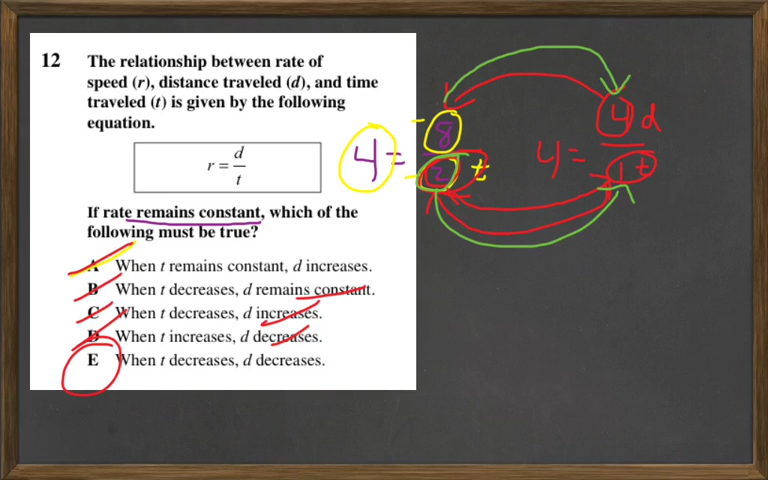 12 The relationship between rate of
speed (r), distance traveled (d), and time
traveled (t) is given by the following
equation.
r = d/t
If rate remains constant, which of the
following must be true?
A When t remains constant, d increases.
B When t decreases, d remains constant.
C When t decreases, d increases.
D When t increases, d decreases.
E When t decreases, d decreases.
4 = 8/2 t
4 = 4 d/1 t